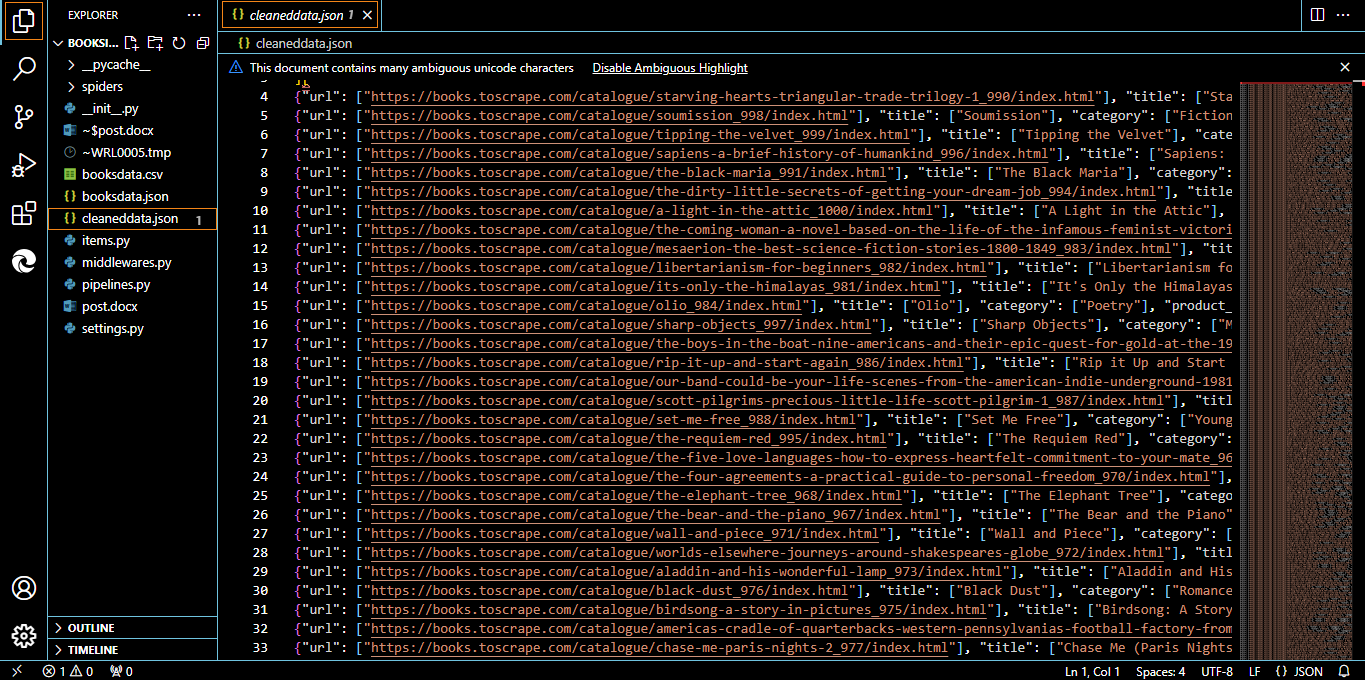 EXPLORER
BOOKSI...
__pycache__
spiders
__init__.py
~$post.docx
~WRL0005.tmp
booksdata.csv
booksdata.json
cleaneddata.json 1
items.py
middlewares.py
pipelines.py
post.docx
settings.py
OUTLINE
TIMELINE
{} cleaneddata.json 1
{} cleaneddata.json
This document contains many ambiguous unicode characters Disable Ambiguous Highlight
4 {"url": ["https://books.toscrape.com/catalogue/starving-hearts-triangular-trade-trilogy-1_990/index.html"], "title": ["Sta
5 {"url": ["https://books.toscrape.com/catalogue/soumission_998/index.html"], "title": ["Soumission"], "category": ["Fiction
6 {"url": ["https://books.toscrape.com/catalogue/tipping-the-velvet_999/index.html"], "title": ["Tipping the Velvet"], "cate
7 {"url": ["https://books.toscrape.com/catalogue/sapiens-a-brief-history-of-humankind_996/index.html"], "title": ["Sapiens:
8 {"url": ["https://books.toscrape.com/catalogue/the-black-maria_991/index.html"], "title": ["The Black Maria"], "category":
9 {"url": ["https://books.toscrape.com/catalogue/the-dirty-little-secrets-of-getting-your-dream-job_994/index.html"], "title
10 {"url": ["https://books.toscrape.com/catalogue/a-light-in-the-attic_1000/index.html"], "title": ["A Light in the Attic"],
11 {"url": ["https://books.toscrape.com/catalogue/the-coming-woman-a-novel-based-on-the-life-of-the-infamous-feminist-victori
12 {"url": ["https://books.toscrape.com/catalogue/mesaerion-the-best-science-fiction-stories-1800-1849_983/index.html"], "tit
13 {"url": ["https://books.toscrape.com/catalogue/libertarianism-for-beginners_982/index.html"], "title": ["Libertarianism fo
14 {"url": ["https://books.toscrape.com/catalogue/its-only-the-himalayas_981/index.html"], "title": ["It's Only the Himalayas
15 {"url": ["https://books.toscrape.com/catalogue/olio_984/index.html"], "title": ["Olio"], "category": ["Poetry"], "product_
16 {"url": ["https://books.toscrape.com/catalogue/sharp-objects_997/index.html"], "title": ["Sharp Objects"], "category": ["M
17 {"url": ["https://books.toscrape.com/catalogue/the-boys-in-the-boat-nine-americans-and-their-epic-quest-for-gold-at-the-19
18 {"url": ["https://books.toscrape.com/catalogue/rip-it-up-and-start-again_986/index.html"], "title": ["Rip it Up and Start
19 {"url": ["https://books.toscrape.com/catalogue/our-band-could-be-your-life-scenes-from-the-american-indie-underground-1981
20 {"url": ["https://books.toscrape.com/catalogue/scott-pilgrims-precious-little-life-scott-pilgrim-1_987/index.html"], "titl
21 {"url": ["https://books.toscrape.com/catalogue/set-me-free_988/index.html"], "title": ["Set Me Free"], "category": ["Young
22 {"url": ["https://books.toscrape.com/catalogue/the-requiem-red_995/index.html"], "title": ["The Requiem Red"], "category":
23 {"url": ["https://books.toscrape.com/catalogue/the-five-love-languages-how-to-express-heartfelt-commitment-to-your-mate_96
24 {"url": ["https://books.toscrape.com/catalogue/the-four-agreements-a-practical-guide-to-personal-freedom_970/index.html"],
25 {"url": ["https://books.toscrape.com/catalogue/the-elephant-tree_968/index.html"], "title": ["The Elephant Tree"], "catego
26 {"url": ["https://books.toscrape.com/catalogue/the-bear-and-the-piano_967/index.html"], "title": ["The Bear and the Piano"
27 {"url": ["https://books.toscrape.com/catalogue/wall-and-piece_971/index.html"], "title": ["Wall and Piece"], "category": [
28 {"url": ["https://books.toscrape.com/catalogue/worlds-elsewhere-journeys-around-shakespeares-globe_972/index.html"], "titl
29 {"url": ["https://books.toscrape.com/catalogue/aladdin-and-his-wonderful-lamp_973/index.html"], "title": ["Aladdin and His
30 {"url": ["https://books.toscrape.com/catalogue/black-dust_976/index.html"], "title": ["Black Dust"], "category": ["Romance
31 {"url": ["https://books.toscrape.com/catalogue/birdsong-a-story-in-pictures_975/index.html"], "title": ["Birdsong: A Story
32 {"url": ["https://books.toscrape.com/catalogue/americas-cradle-of-quarterbacks-western-pennsylvanias-football-factory-from
33 {"url": ["https://books.toscrape.com/catalogue/chase-me-paris-nights-2_977/index.html"], "title": ["Chase Me (Paris Nights
1 0 0 Ln 1, Col 1 Spaces: 4 UTF-8 LF {} JSON